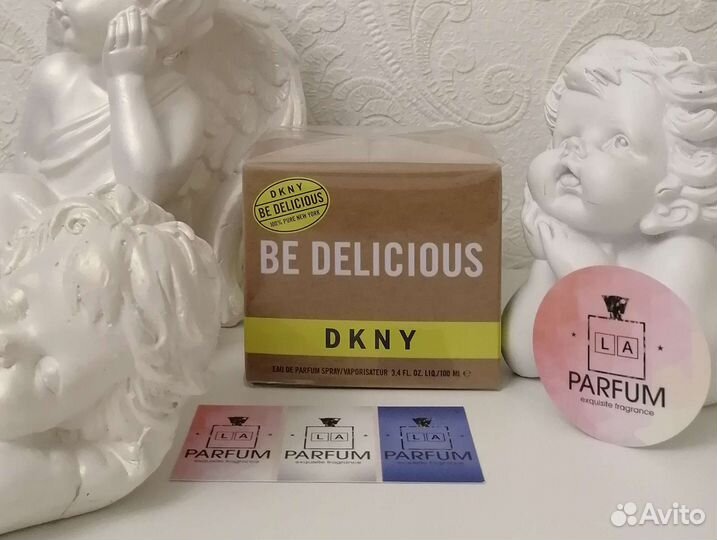 DKNY
BE DELICIOUS
100% PURE NEW YORK
BE DELICIOUS
DKNY
EAU DE PARFUM SPRAY/VAPORISATEUR 3.4 FL. OZ. LIQ./100 ML ℮
LA
PARFUM
exquisite fragrance
LA
PARFUM
exquisite fragrance
LA
PARFUM
exquisite fragrance
LA
PARFUM
exquisite fragrance
Avito